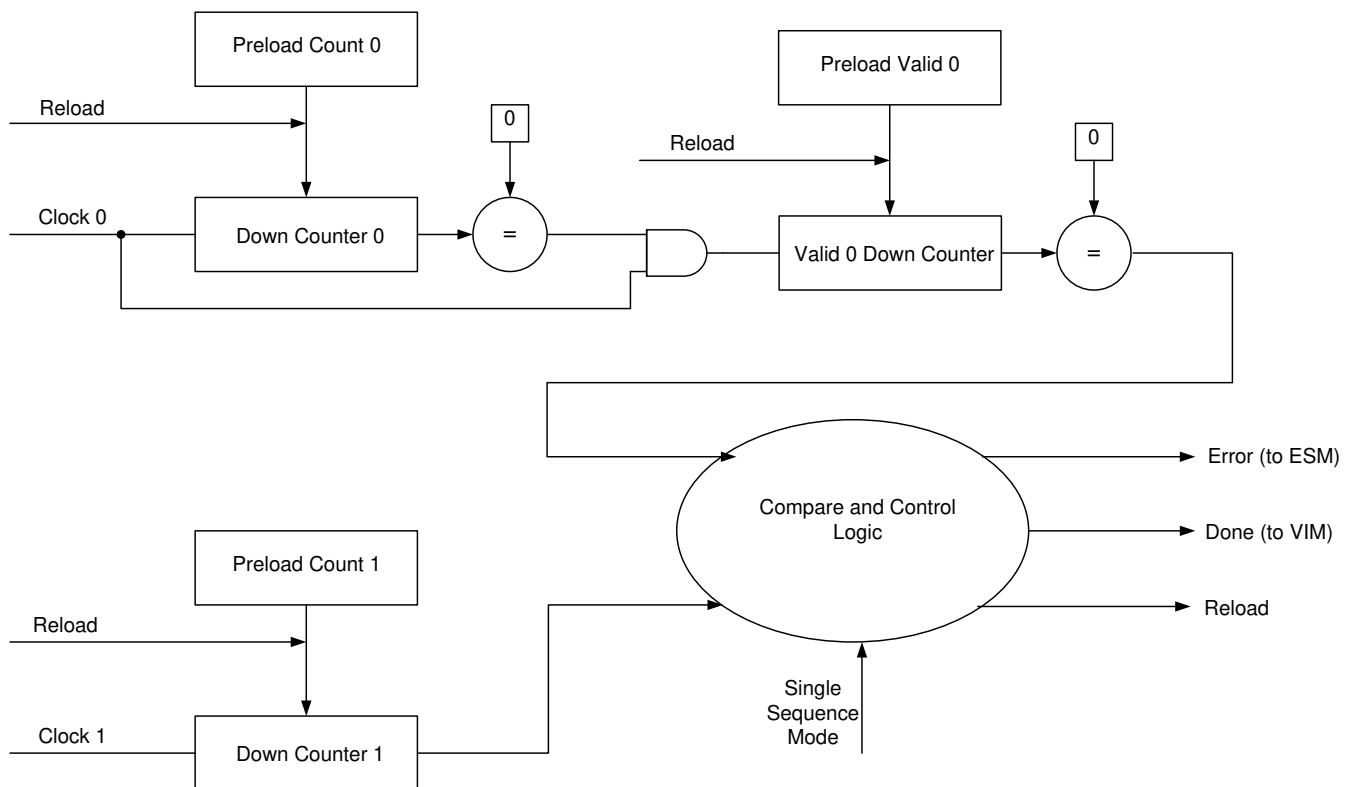 Preload Count 0
Preload Valid 0
Reload
0
0
Reload
Clock 0
Down Counter 0
=
Valid 0 Down Counter
=
Error (to ESM)
Compare and Control
Logic
Done (to VIM)
Preload Count 1
Reload
Reload
Single
Sequence
Mode
Clock 1
Down Counter 1